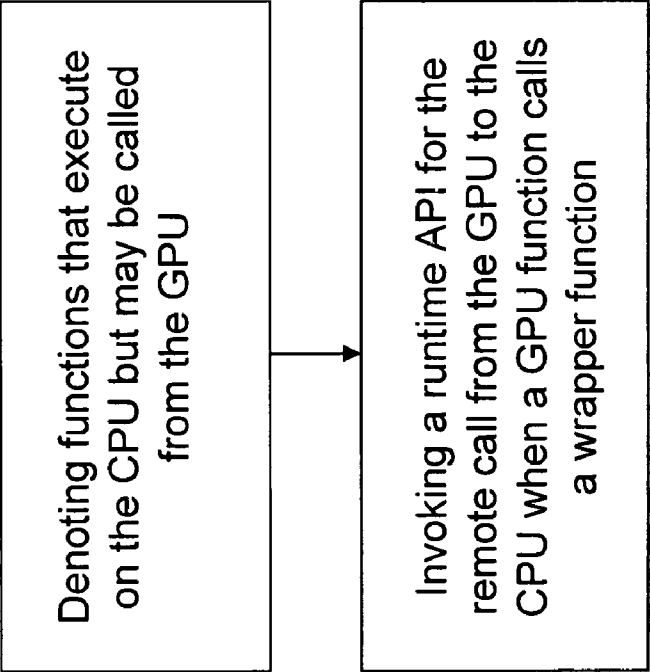 Denoting functions that execute
on the CPU but may be called
from the GPU
Invoking a runtime API for the
remote call from the GPU to the
CPU when a GPU function calls
a wrapper function